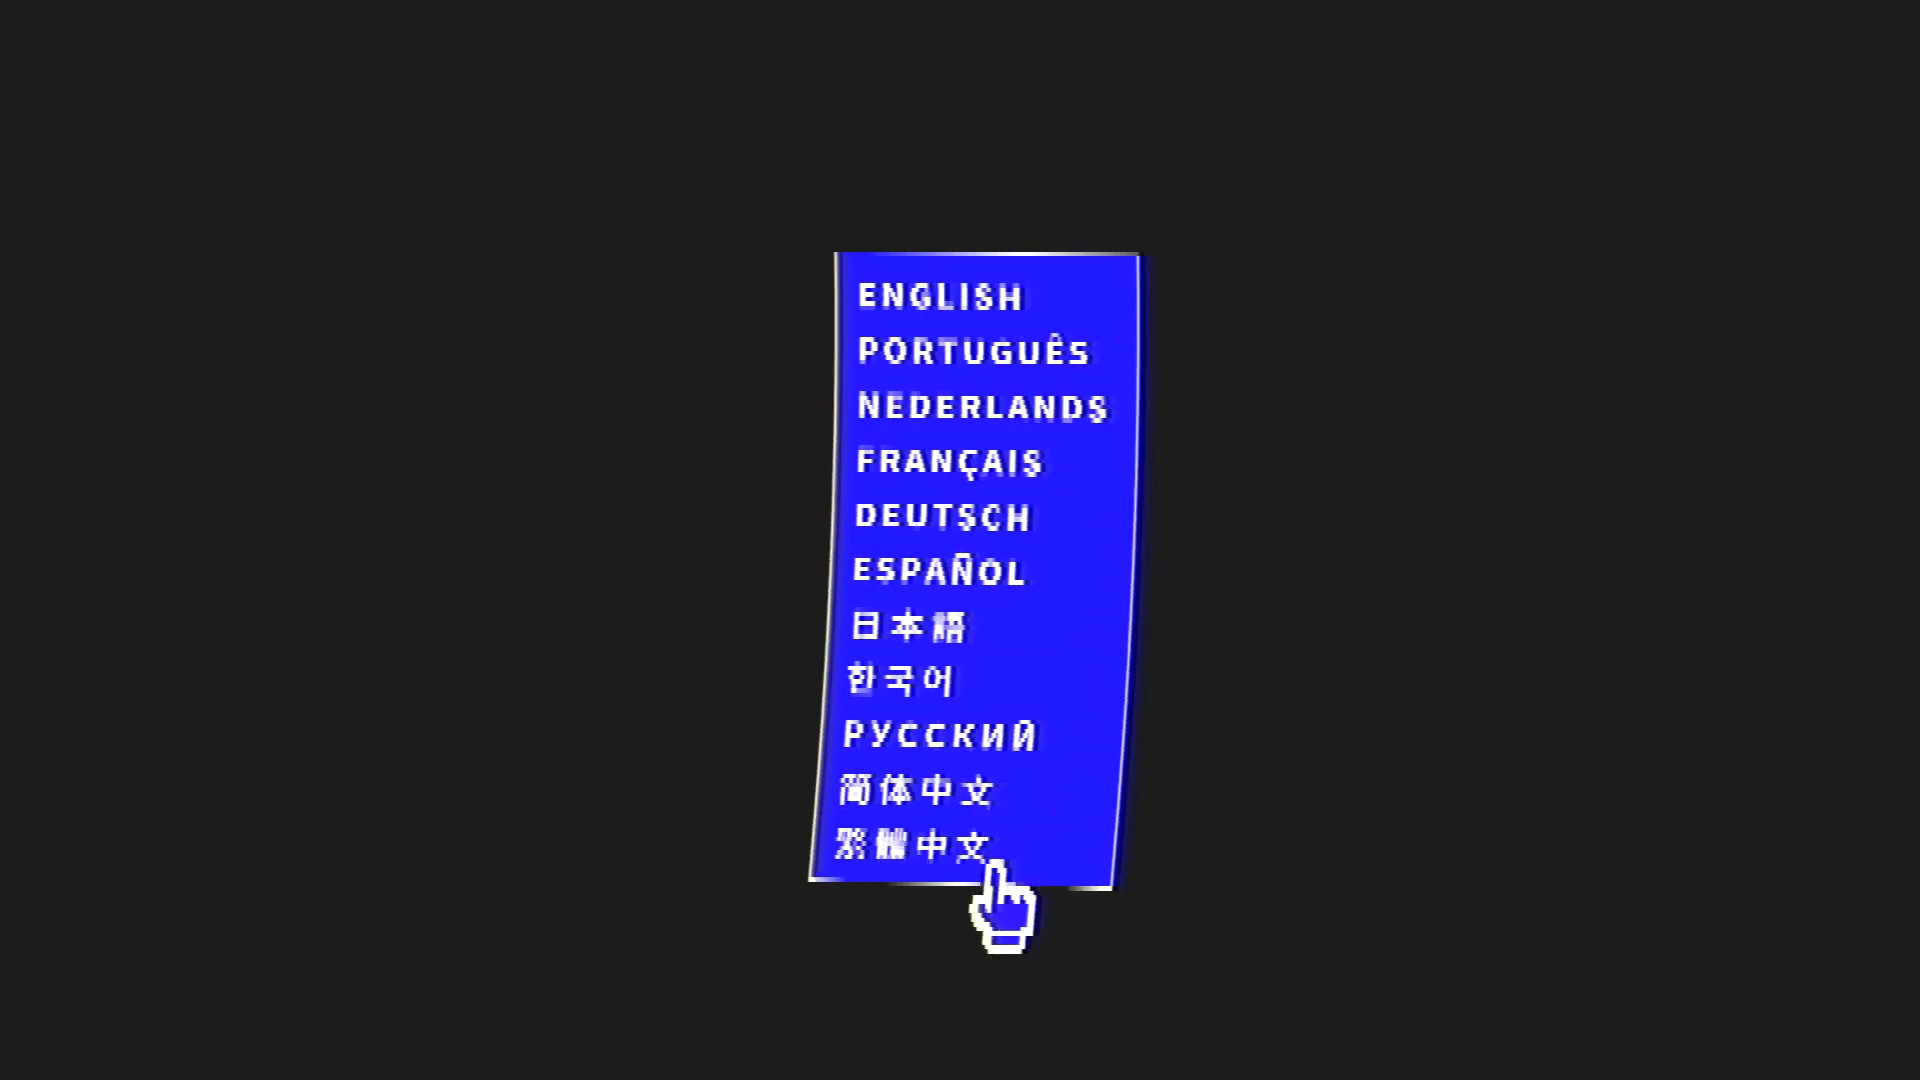 ENGLISH
PORTUGUÊS
NEDERLANDS
FRANÇAIS
DEUTSCH
ESPAÑOL
日本語
한국어
РУССКИЙ
简体中文
繁體中文